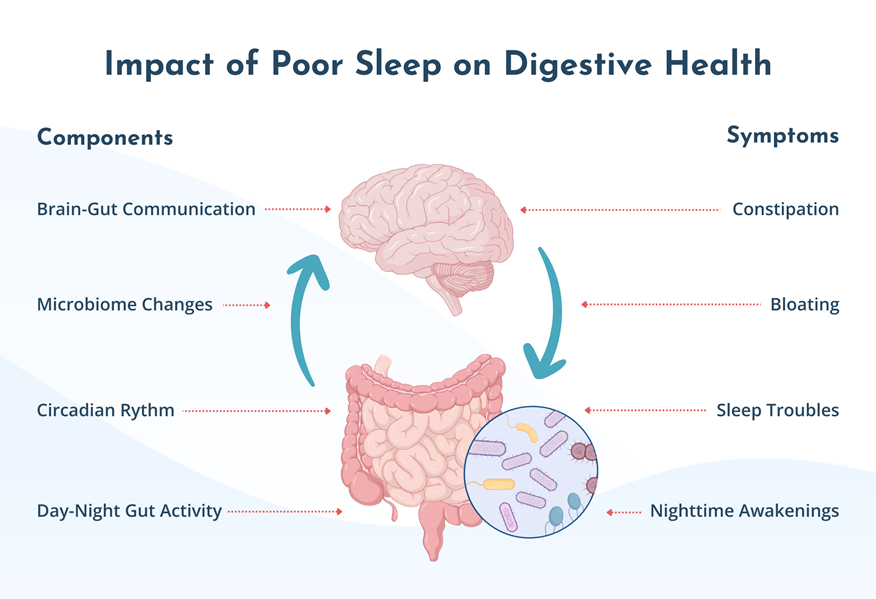 Impact of Poor Sleep on Digestive Health
Components
Symptoms
Brain-Gut Communication
Constipation
Microbiome Changes
Bloating
Circadian Rythm
Sleep Troubles
Day-Night Gut Activity
Nighttime Awakenings